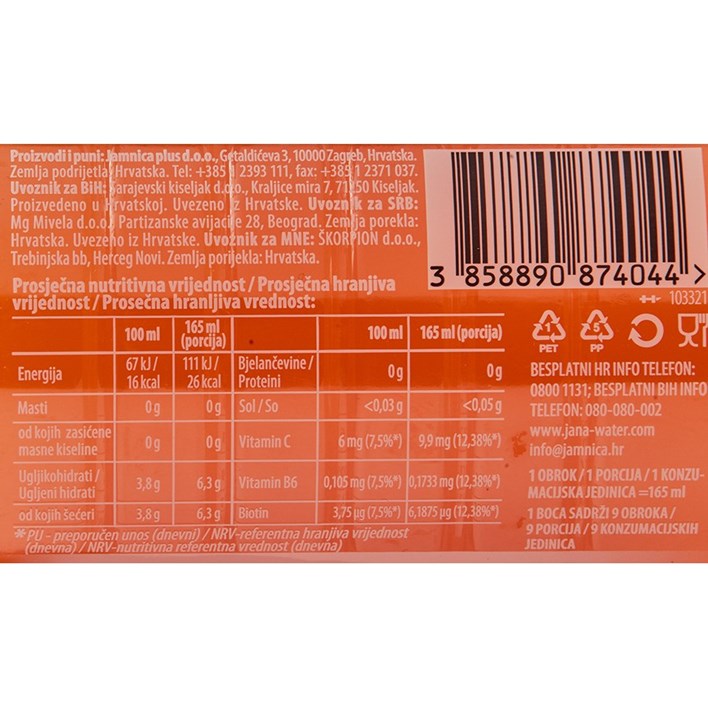 Proizvodi i puni: Jamnica plus d.o.o., Getaldićeva 3, 10000 Zagreb, Hrvatska.
Zemlja podrijetla Hrvatska. Tel: +385 1 2393 111, fax: +385 1 2371 037.
Uvoznik za BiH: Sarajevski kiseljak d.d.o., Kraljice mira 7, 71250 Kiseljak.
Proizvedeno u Hrvatskoj. Uvezeno iz Hrvatske. Uvoznik za SRB:
Mg Mivela d.o.o., Partizanske avijacije 28, Beograd. Zemlja porekla:
Hrvatska. Uvezeno iz Hrvatske. Uvoznik za MNE: ŠKORPION d.o.o.,
Trebinjska bb, Herceg Novi. Zemlja porijekla: Hrvatska.
3 858890 874044 >
103321
Prosječna nutritivna vrijednost / Prosječna hranjiva
vrijednost / Prosečna hranljiva vrednost:
100 ml 165 ml (porcija) 100 ml 165 ml (porcija)
Energija 67 kJ / 16 kcal 111 kJ / 26 kcal Bjelančevine / Proteini 0 g 0 g
Masti 0 g 0 g Sol / So <0,03 g <0,05 g
od kojih zasićene masne kiseline 0 g 0 g Vitamin C 6 mg (7,5%*) 9,9 mg (12,38%*)
Ugljikohidrati / Ugljeni hidrati 3,8 g 6,3 g Vitamin B6 0,105 mg (7,5%*) 0,1733 mg (12,38%*)
od kojih šećeri 3,8 g 6,3 g Biotin 3,75 µg (7,5%*) 6,1875 µg (12,38%*)
*PU - preporučen unos (dnevni) / NRV-referentna hranjiva vrijednost
(dnevna) / NRV-nutritivna referentna vrednost (dnevna)
1 5
PET PP
BESPLATNI HR INFO TELEFON:
0800 1131; BESPLATNI BIH INFO
TELEFON: 080-080-002
www.jana-water.com
info@jamnica.hr
1 OBROK / 1 PORCIJA / 1 KONZU-
MACIJSKA JEDINICA =165 ml
1 BOCA SADRŽI 9 OBROKA /
9 PORCIJA / 9 KONZUMACIJSKIH
JEDINICA